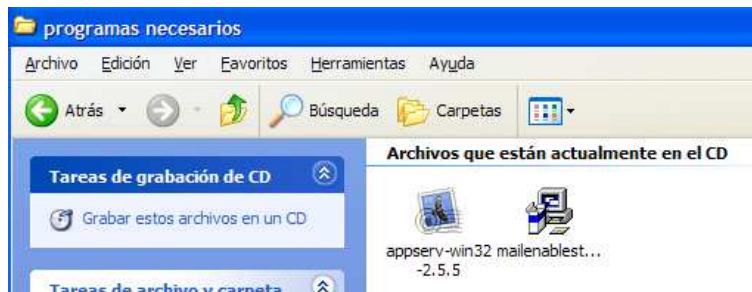 programas necesarios
Archivo Edición Ver Favoritos Herramientas Ayuda
Atrás Búsqueda Carpetas
Archivos que están actualmente en el CD
Tareas de grabación de CD
Grabar estos archivos en un CD
appserv-win32 mailenablest...
-2.5.5
Tareas de archivo y carpeta